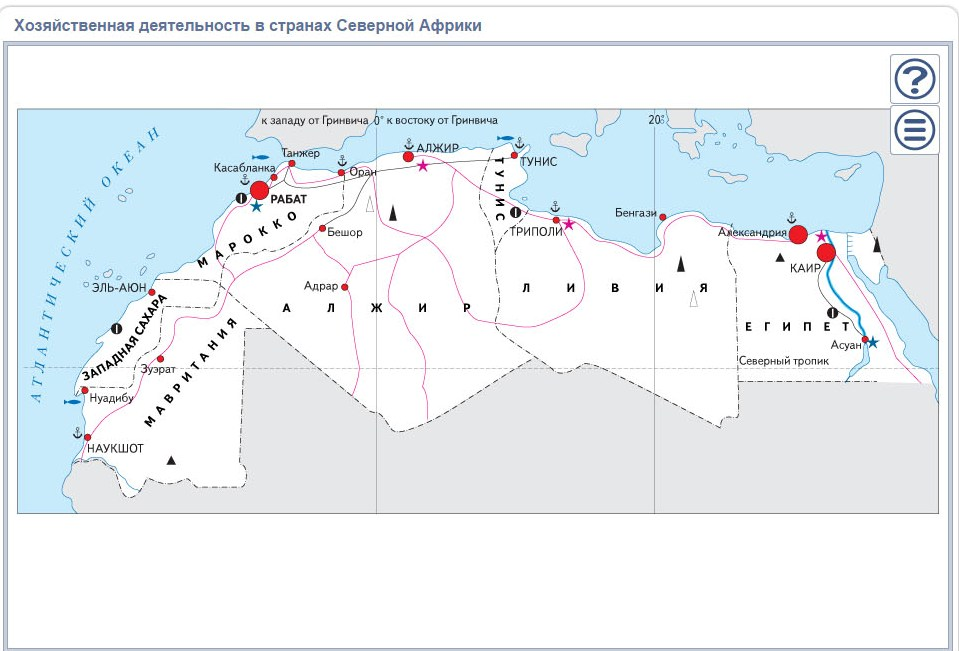 Хозяйственная деятельность в странах Северной Африки
?
к западу от Гринвича 0° к востоку от Гринвича
20°
АТЛАНТИЧЕСКИЙ ОКЕАН
Танжер
АЛЖИР
ТУНИС
Касабланка
Оран
РАБАТ
ТУНИС
Бенгази
Александрия
ТРИПОЛИ
Бешор
МАРОККО
КАИР
ЭЛЬ-АЮН
Адрар
АЛЖИР
ЛИВИЯ
ЗАПАДНАЯ САХАРА
ЕГИПЕТ
Асуан
Зуэрат
Северный тропик
МАВРИТАНИЯ
Нуадибу
НАУКШОТ